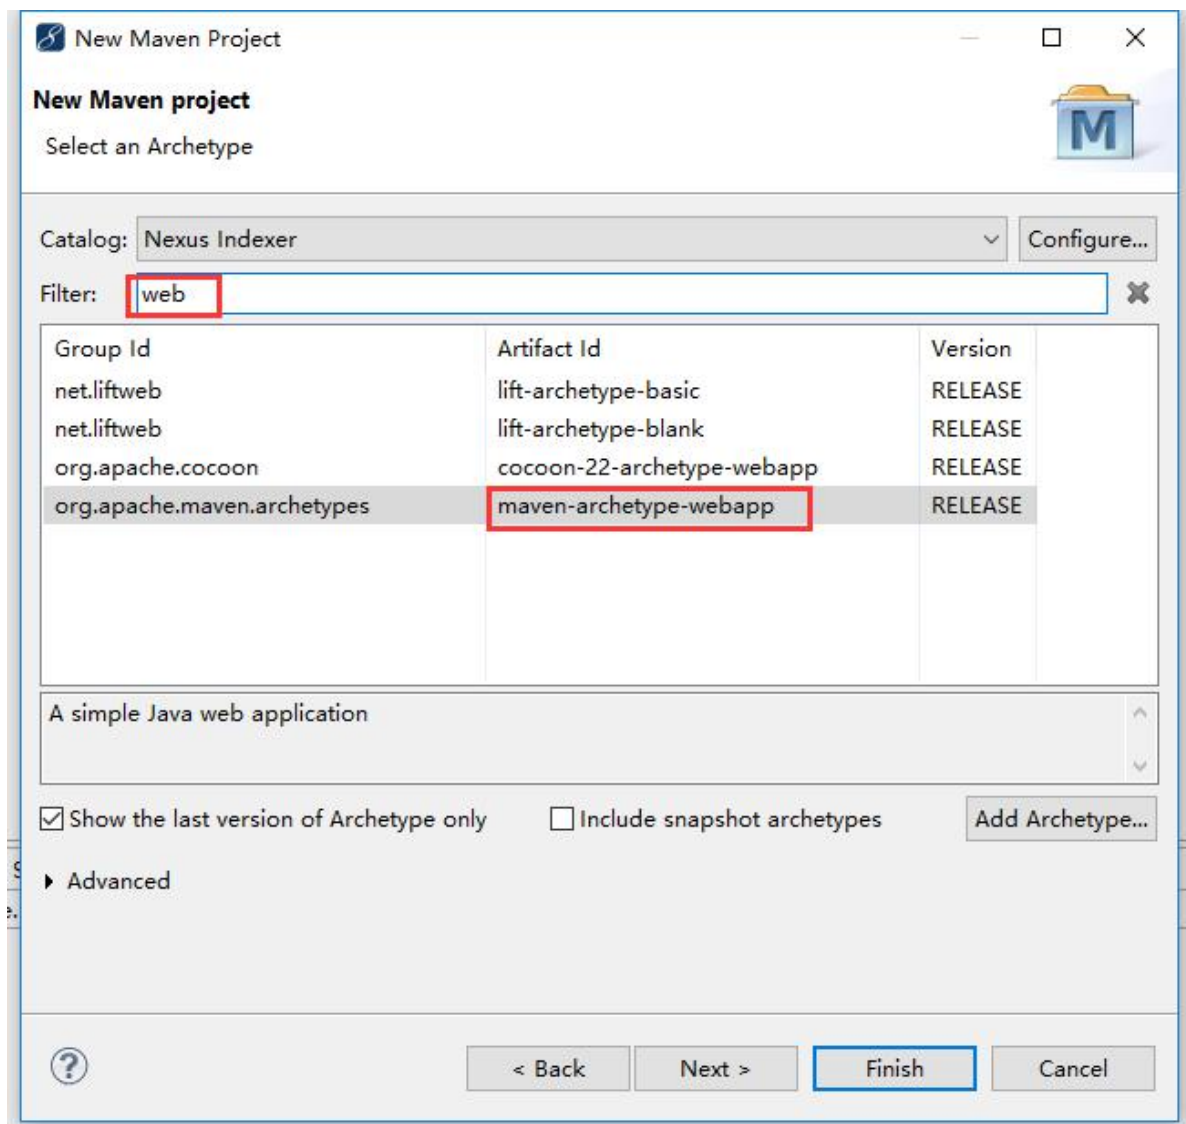 New Maven Project
New Maven project
Select an Archetype
M
Catalog: Nexus Indexer Configure...
Filter: web
Group Id Artifact Id Version
net.liftweb lift-archetype-basic RELEASE
net.liftweb lift-archetype-blank RELEASE
org.apache.cocoon cocoon-22-archetype-webapp RELEASE
org.apache.maven.archetypes maven-archetype-webapp RELEASE
A simple Java web application
Show the last version of Archetype only Include snapshot archetypes Add Archetype...
Advanced
? < Back Next > Finish Cancel